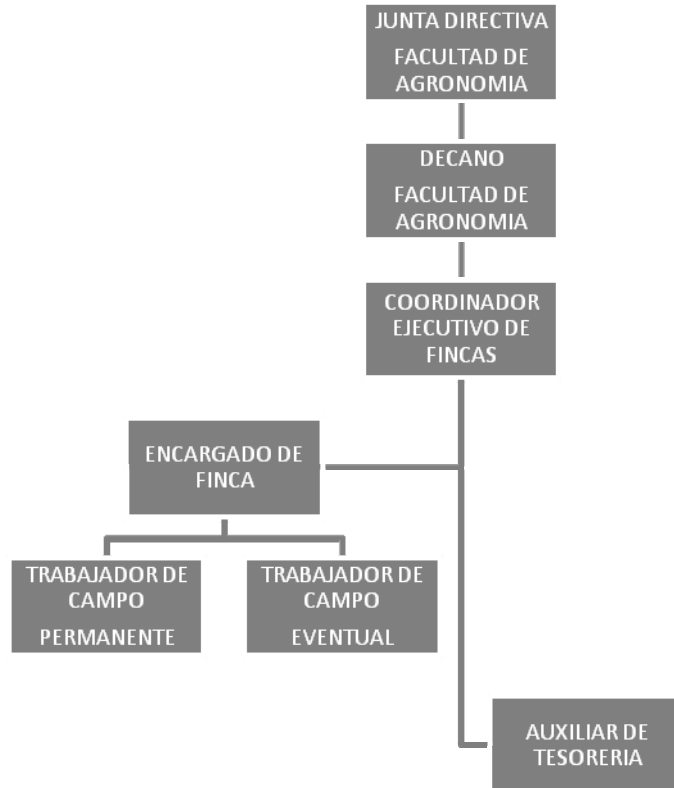 JUNTA DIRECTIVA
FACULTAD DE
AGRONOMIA
DECANO
FACULTAD DE
AGRONOMIA
COORDINADOR
EJECUTIVO DE
FINCAS
ENCARGADO DE
FINCA
TRABAJADOR DE
CAMPO
PERMANENTE
TRABAJADOR DE
CAMPO
EVENTUAL
AUXILIAR DE
TESORERIA